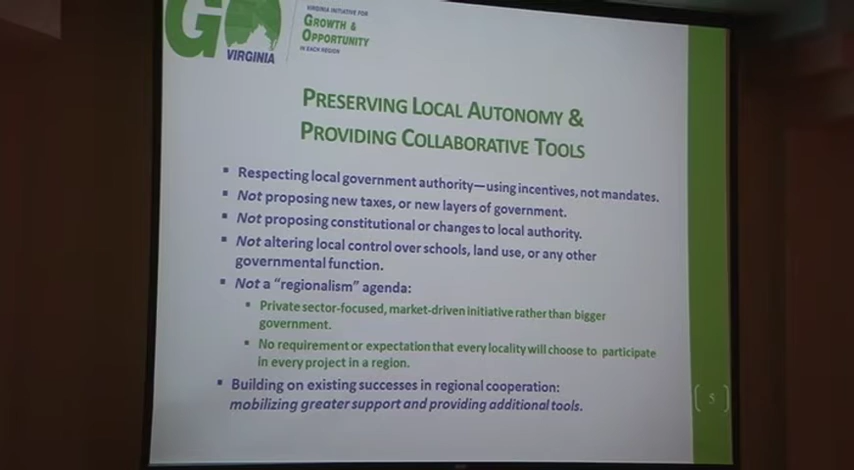 GO
VIRGINIA
VIRGINIA INITIATIVE FOR
GROWTH &
OPPORTUNITY
IN EACH REGION
PRESERVING LOCAL AUTONOMY &
PROVIDING COLLABORATIVE TOOLS
▪ Respecting local government authority—using incentives, not mandates.
▪ Not proposing new taxes, or new layers of government.
▪ Not proposing constitutional or changes to local authority.
▪ Not altering local control over schools, land use, or any other
governmental function.
▪ Not a “regionalism” agenda:
▪ Private sector-focused, market-driven initiative rather than bigger
government.
▪ No requirement or expectation that every locality will choose to participate
in every project in a region.
▪ Building on existing successes in regional cooperation:
mobilizing greater support and providing additional tools.
5